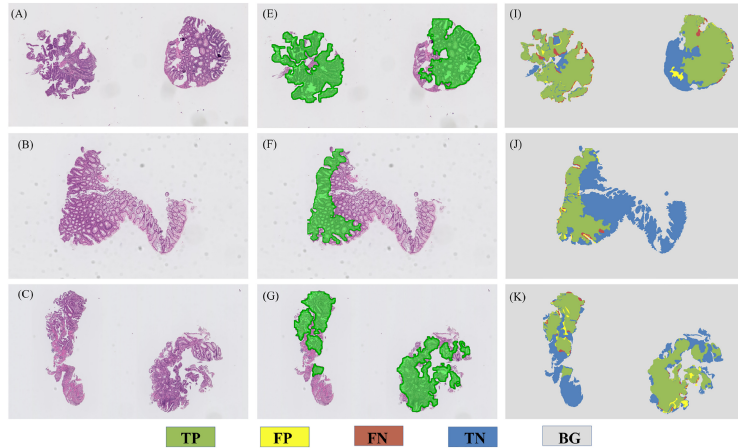 (A) (E) (I)
(B) (F) (J)
(C) (G) (K)
TP FP FN TN BG